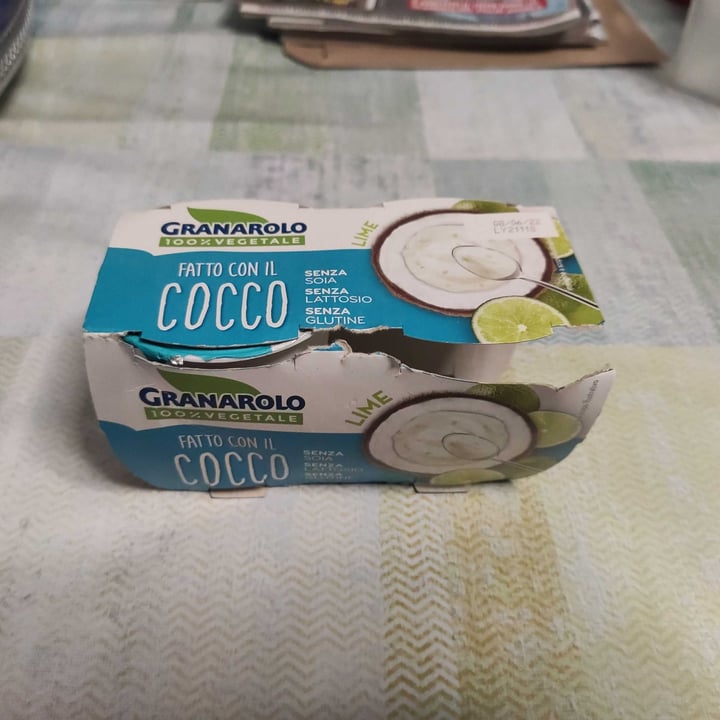 GRANAROLO
100% VEGETALE
LIME
FATTO CON IL
COCCO
SENZA
SOIA
SENZA
LATTOSIO
SENZA
GLUTINE
GRANAROLO
100% VEGETALE
LIME
FATTO CON IL
COCCO
SENZA
SOIA
SENZA
LATTOSIO
SENZA